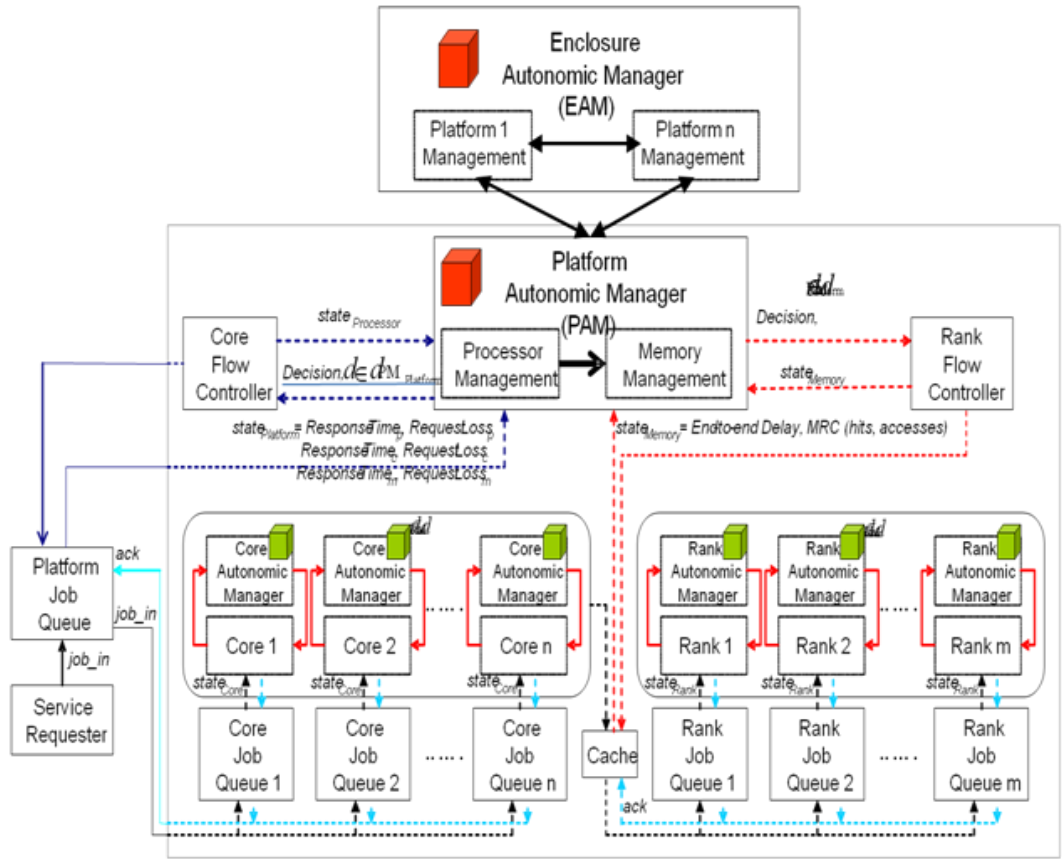 Enclosure
Autonomic Manager
(EAM)
Platform 1
Management
Platform n
Management
Platform
Autonomic Manager
(PAM)
Processor
Management
Memory
Management
Core
Flow
Controller
state Processor
Decision, d ∈ d PM Platform
Decision,
state Memory
Rank
Flow
Controller
state Platform = ResponseTime p, RequestLoss p
ResponseTime c, RequestLoss c
ResponseTime m, RequestLoss m
state Memory = Endto-end Delay, MRC (hits, accesses)
Platform
Job
Queue
ack
job_in
job_in
Service
Requester
Core
Autonomic
Manager
Core
Autonomic
Manager
Core
Autonomic
Manager
.. ...
Core 1
Core 2
Core n
state Core
state Core
state Core
Core
Job
Queue 1
Core
Job
Queue 2
.. ...
Core
Job
Queue n
Cache
ack
Rank
Autonomic
Manager
Rank
Autonomic
Manager
Rank
Autonomic
Manager
.. ...
Rank 1
Rank 2
Rank m
state Rank
state Rank
state Rank
Rank
Job
Queue 1
Rank
Job
Queue 2
.. ...
Rank
Job
Queue m